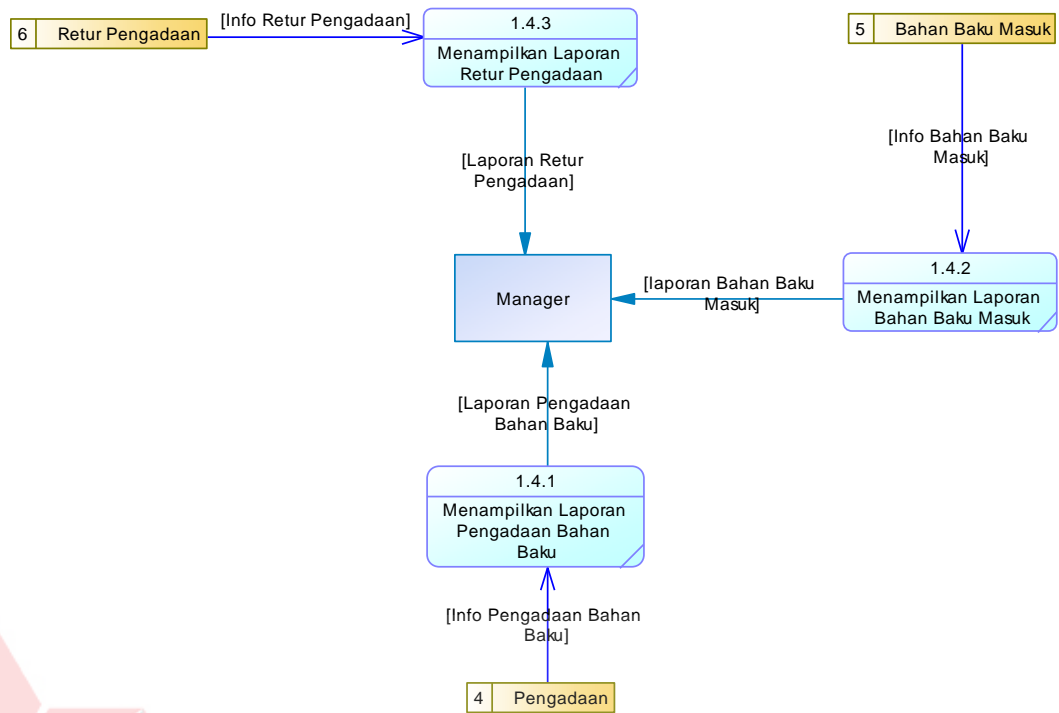 6 Retur Pengadaan
[Info Retur Pengadaan]
1.4.3
Menampilkan Laporan
Retur Pengadaan
5 Bahan Baku Masuk
[Info Bahan Baku
Masuk]
[Laporan Retur
Pengadaan]
1.4.2
Menampilkan Laporan
Bahan Baku Masuk
[laporan Bahan Baku
Masuk]
Manager
[Laporan Pengadaan
Bahan Baku]
1.4.1
Menampilkan Laporan
Pengadaan Bahan
Baku
[Info Pengadaan Bahan
Baku]
4 Pengadaan